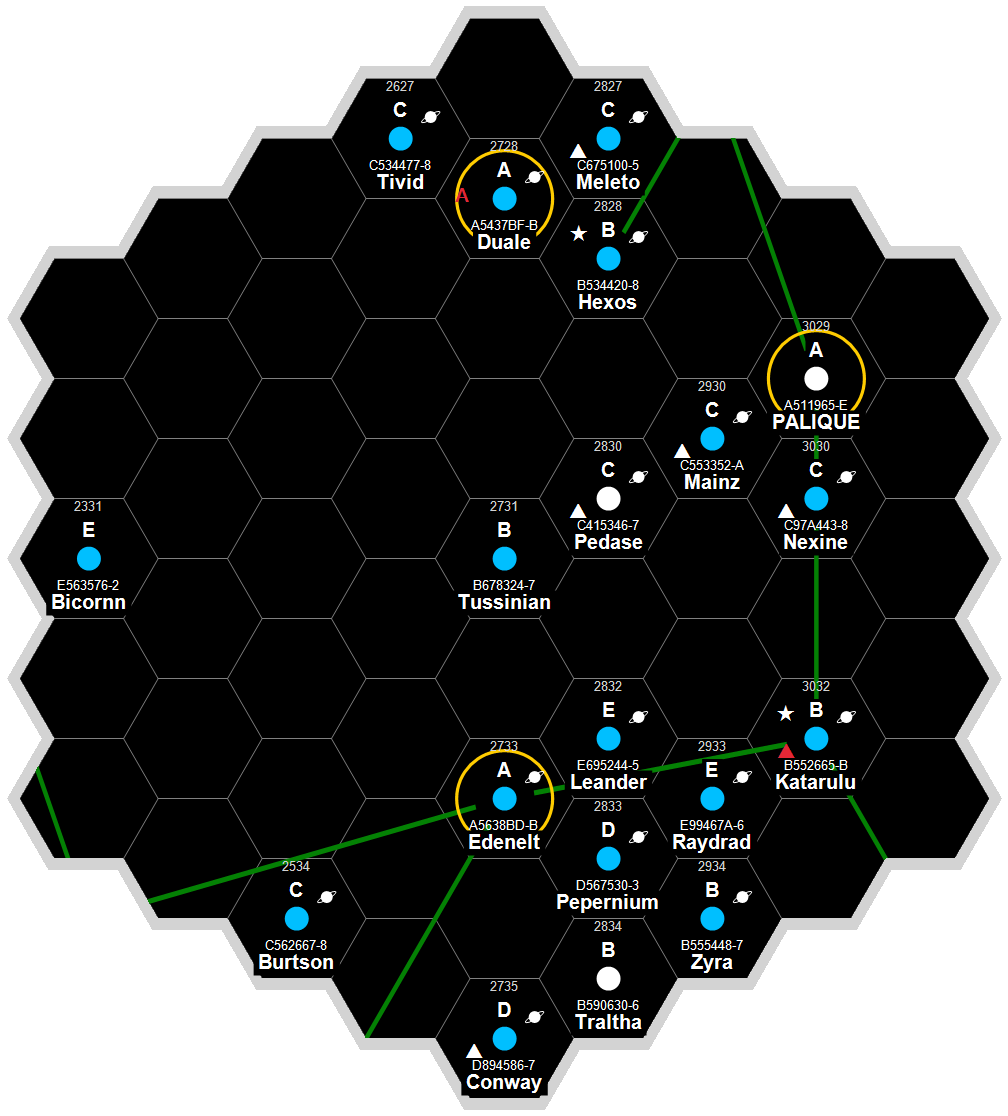 2627
C
C534477-8
Tivid
2827
C
C675100-5
Meleto
2728
A
A
A5437BF-B
Duale
2828
B
B534420-8
Hexos
3029
A
A511965-E
PALIQUE
2930
C
C553352-A
Mainz
2830
C
C415346-7
Pedase
3030
C
C97A443-8
Nexine
2331
E
E563576-2
Bicornn
2731
B
B678324-7
Tussinian
2832
E
E695244-5
Leander
3032
B
B552665-B
Katarulu
2733
A
A5638BD-B
Edenelt
2933
E
E99467A-6
Raydrad
2833
D
D567530-3
Pepernium
2534
C
C562667-8
Burtson
2934
B
B555448-7
Zyra
2834
B
B590630-6
Traltha
2735
D
D894586-7
Conway